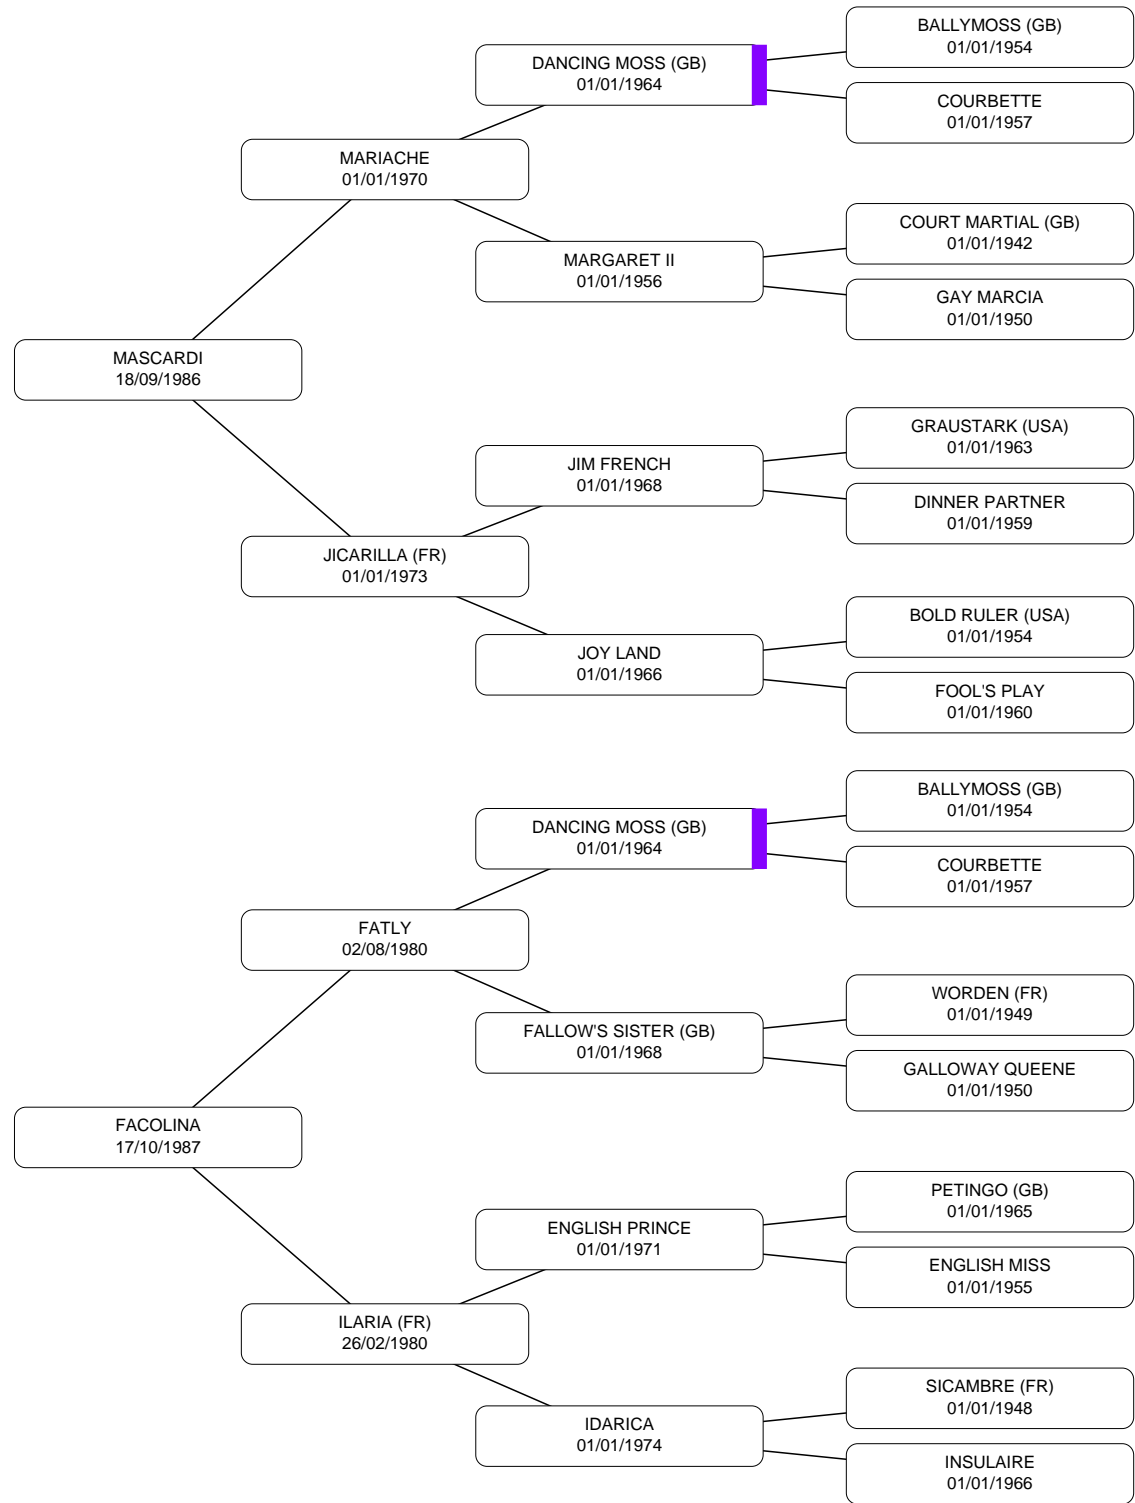 BALLYMOSS (GB)
01/01/1954
DANCING MOSS (GB)
01/01/1964
COURBETTE
01/01/1957
MARIACHE
01/01/1970
COURT MARTIAL (GB)
01/01/1942
MARGARET II
01/01/1956
GAY MARCIA
01/01/1950
MASCARDI
18/09/1986
GRAUSTARK (USA)
01/01/1963
JIM FRENCH
01/01/1968
DINNER PARTNER
01/01/1959
JICARILLA (FR)
01/01/1973
BOLD RULER (USA)
01/01/1954
JOY LAND
01/01/1966
FOOL'S PLAY
01/01/1960
BALLYMOSS (GB)
01/01/1954
DANCING MOSS (GB)
01/01/1964
COURBETTE
01/01/1957
FATLY
02/08/1980
WORDEN (FR)
01/01/1949
FALLOW'S SISTER (GB)
01/01/1968
GALLOWAY QUEENE
01/01/1950
FACOLINA
17/10/1987
PETINGO (GB)
01/01/1965
ENGLISH PRINCE
01/01/1971
ENGLISH MISS
01/01/1955
ILARIA (FR)
26/02/1980
SICAMBRE (FR)
01/01/1948
IDARICA
01/01/1974
INSULAIRE
01/01/1966